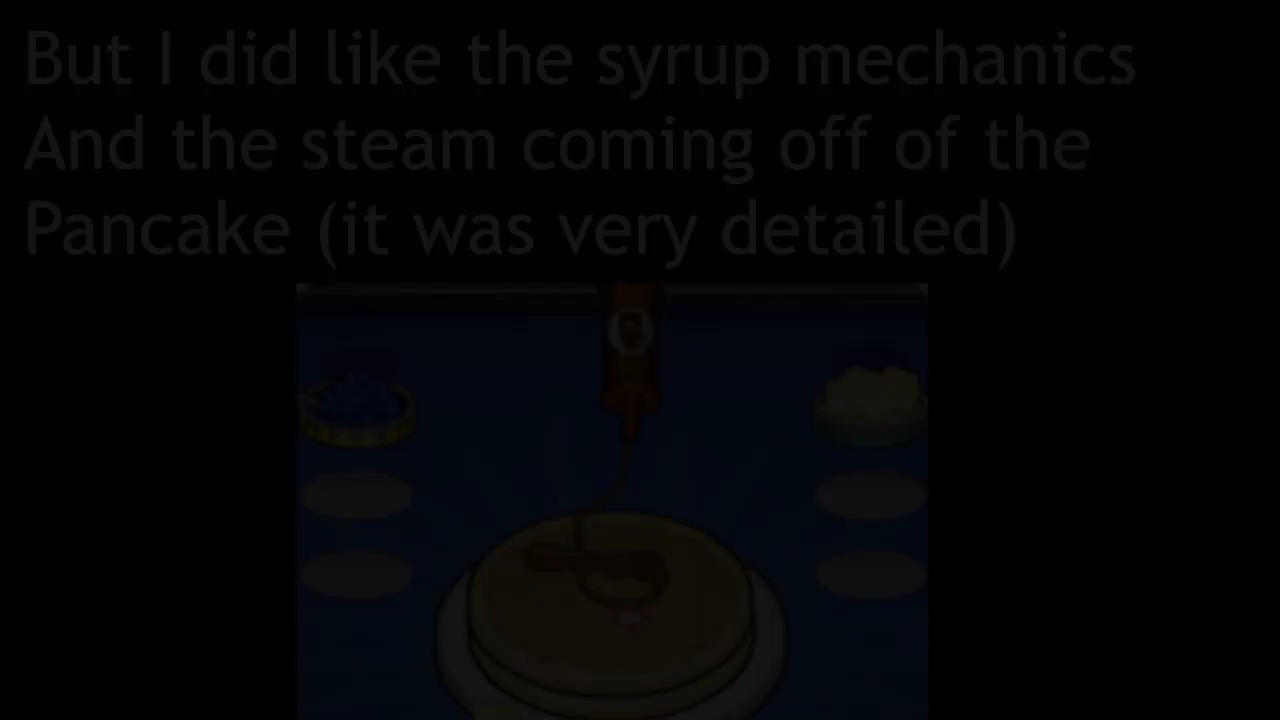 But I did like the syrup mechanics
And the steam coming off of the
Pancake (it was very detailed)